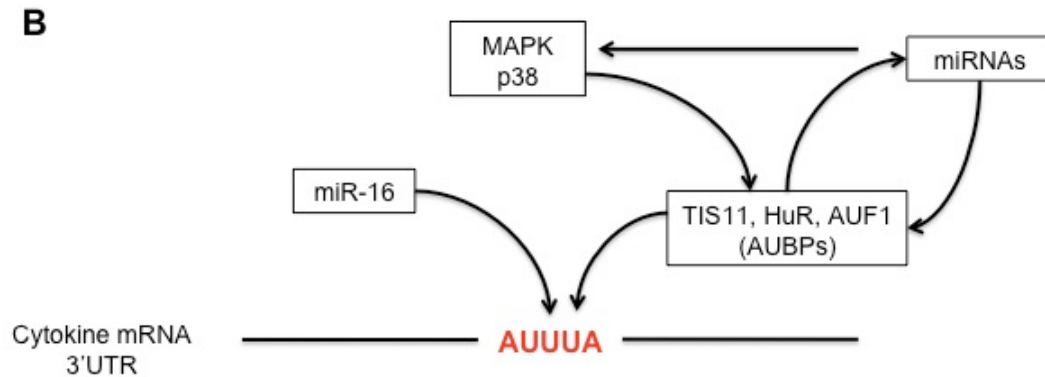 B
MAPK
p38
miRNAs
miR-16
TIS11, HuR, AUF1
(AUBPs)
Cytokine mRNA
3'UTR
AUUUA